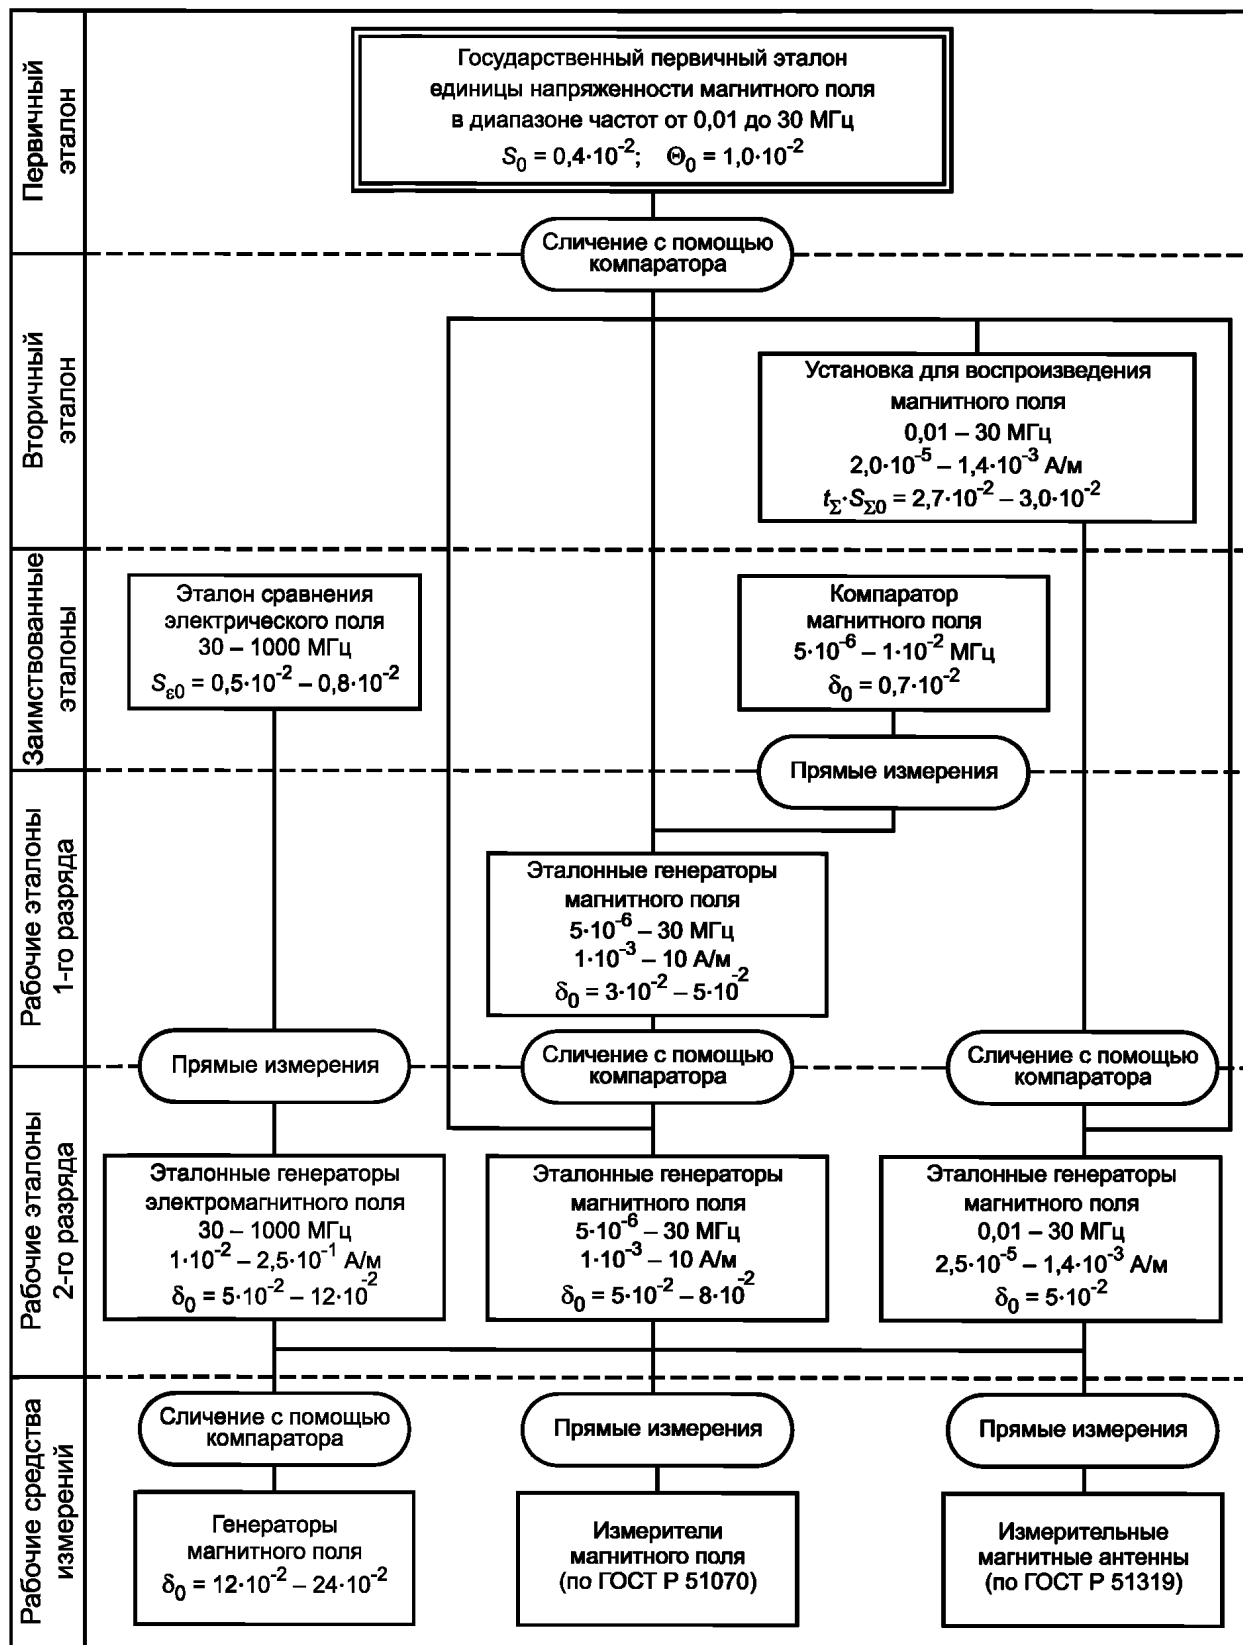 Первичный
эталон
Государственный первичный эталон
единицы напряженности магнитного поля
в диапазоне частот от 0,01 до 30 МГц
S₀ = 0,4·10⁻²; Θ₀ = 1,0·10⁻²
Сличение с помощью
компаратора
Вторичный
эталон
Установка для воспроизведения
магнитного поля
0,01 – 30 МГц
2,0·10⁻⁵ – 1,4·10⁻³ А/м
t_Σ·S_Σ0 = 2,7·10⁻² – 3,0·10⁻²
Заимствованные
эталоны
Эталон сравнения
электрического поля
30 – 1000 МГц
S_ε0 = 0,5·10⁻² – 0,8·10⁻²
Компаратор
магнитного поля
5·10⁻⁶ – 1·10⁻² МГц
δ₀ = 0,7·10⁻²
Прямые измерения
Рабочие эталоны
1-го разряда
Эталонные генераторы
магнитного поля
5·10⁻⁶ – 30 МГц
1·10⁻³ – 10 А/м
δ₀ = 3·10⁻² – 5·10⁻²
Прямые измерения
Сличение с помощью
компаратора
Сличение с помощью
компаратора
Рабочие эталоны
2-го разряда
Эталонные генераторы
электромагнитного поля
30 – 1000 МГц
1·10⁻² – 2,5·10⁻¹ А/м
δ₀ = 5·10⁻² – 12·10⁻²
Эталонные генераторы
магнитного поля
5·10⁻⁶ – 30 МГц
1·10⁻³ – 10 А/м
δ₀ = 5·10⁻² – 8·10⁻²
Эталонные генераторы
магнитного поля
0,01 – 30 МГц
2,5·10⁻⁵ – 1,4·10⁻³ А/м
δ₀ = 5·10⁻²
Рабочие средства
измерений
Сличение с помощью
компаратора
Прямые измерения
Прямые измерения
Генераторы
магнитного поля
δ₀ = 12·10⁻² – 24·10⁻²
Измерители
магнитного поля
(по ГОСТ Р 51070)
Измерительные
магнитные антенны
(по ГОСТ Р 51319)